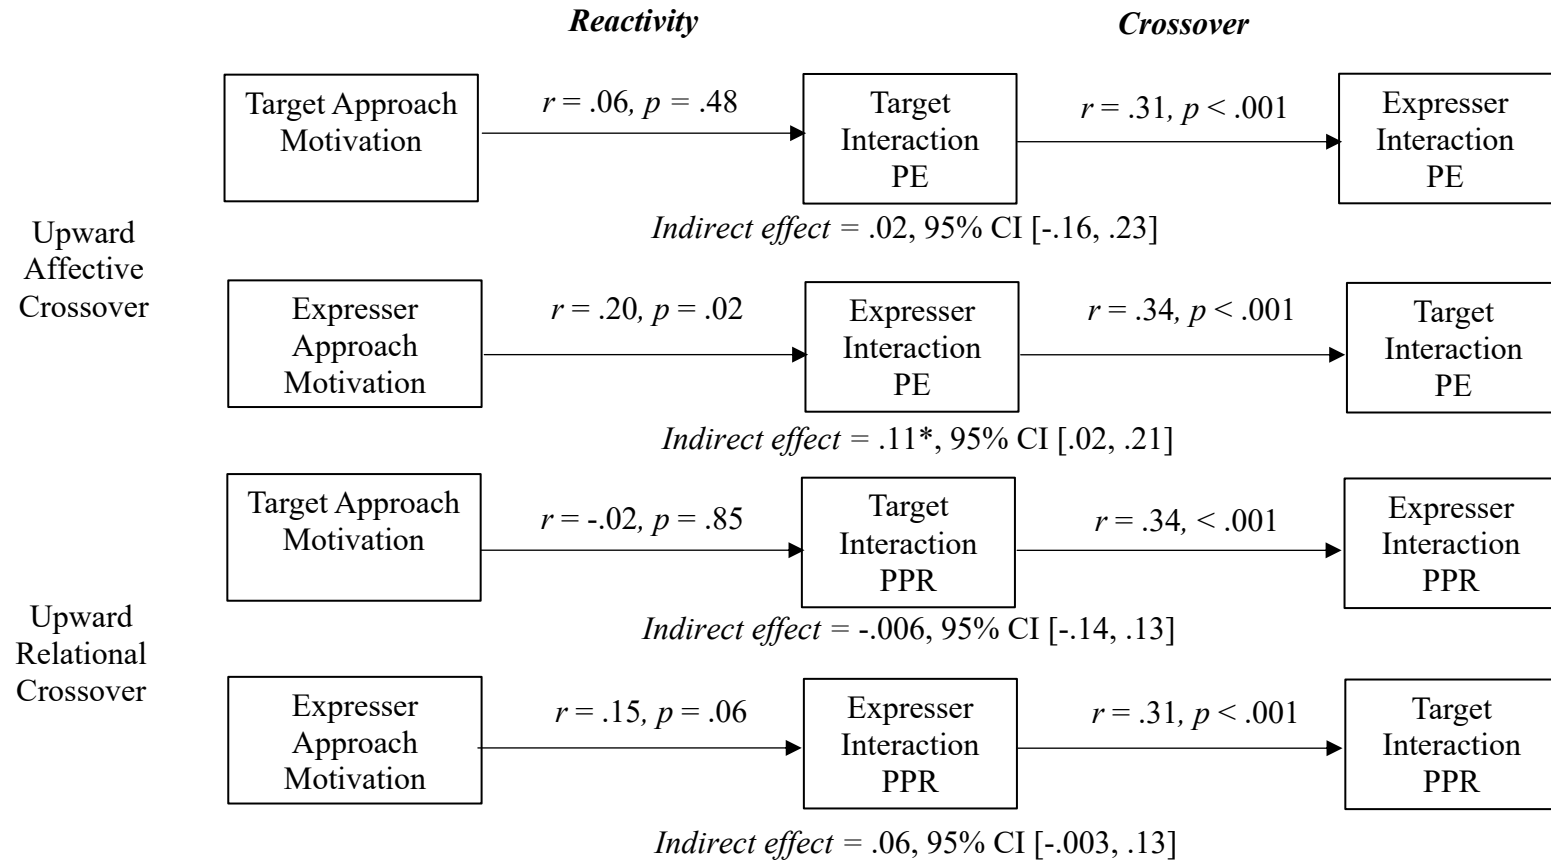 Reactivity
Crossover
Upward
Affective
Crossover
Target Approach
Motivation
r = .06, p = .48
Target
Interaction
PE
r = .31, p < .001
Expresser
Interaction
PE
Indirect effect = .02, 95% CI [-.16, .23]
Expresser
Approach
Motivation
r = .20, p = .02
Expresser
Interaction
PE
r = .34, p < .001
Target
Interaction
PE
Indirect effect = .11*, 95% CI [.02, .21]
Upward
Relational
Crossover
Target Approach
Motivation
r = -.02, p = .85
Target
Interaction
PPR
r = .34, < .001
Expresser
Interaction
PPR
Indirect effect = -.006, 95% CI [-.14, .13]
Expresser
Approach
Motivation
r = .15, p = .06
Expresser
Interaction
PPR
r = .31, p < .001
Target
Interaction
PPR
Indirect effect = .06, 95% CI [-.003, .13]